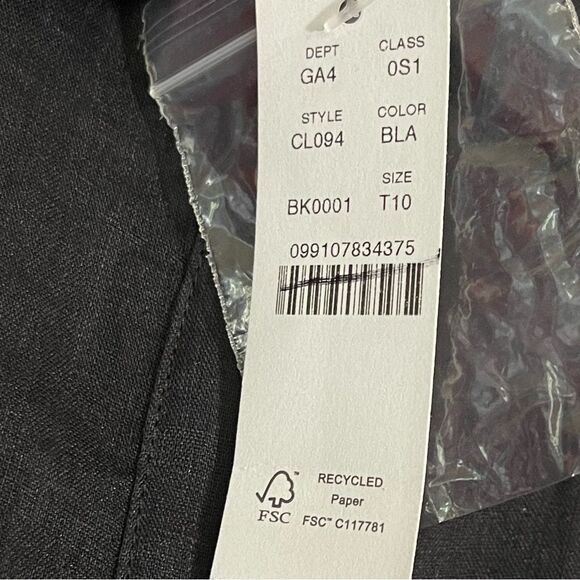 DEPT CLASS
GA4 0S1
STYLE COLOR
CL094 BLA
SIZE
BK0001 T10
099107834375
RECYCLED
Paper
FSC
FSC™ C117781